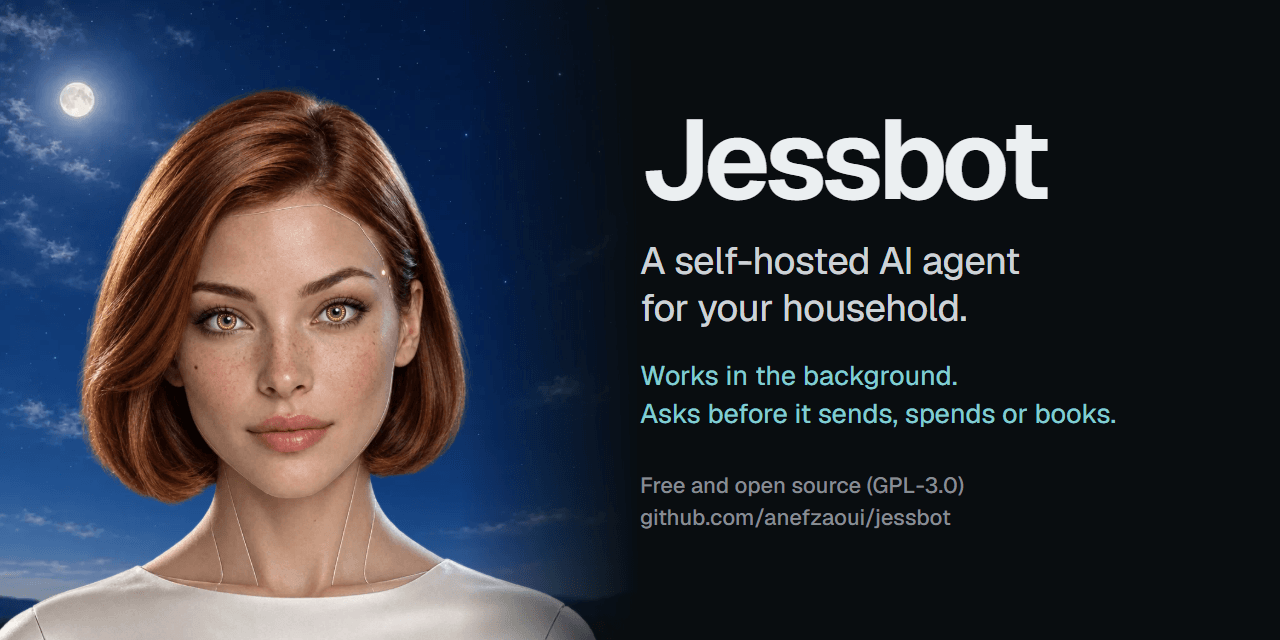 Jessbot
A self-hosted AI agent
for your household.
Works in the background.
Asks before it sends, spends or books.
Free and open source (GPL-3.0)
github.com/anefzaoui/jessbot